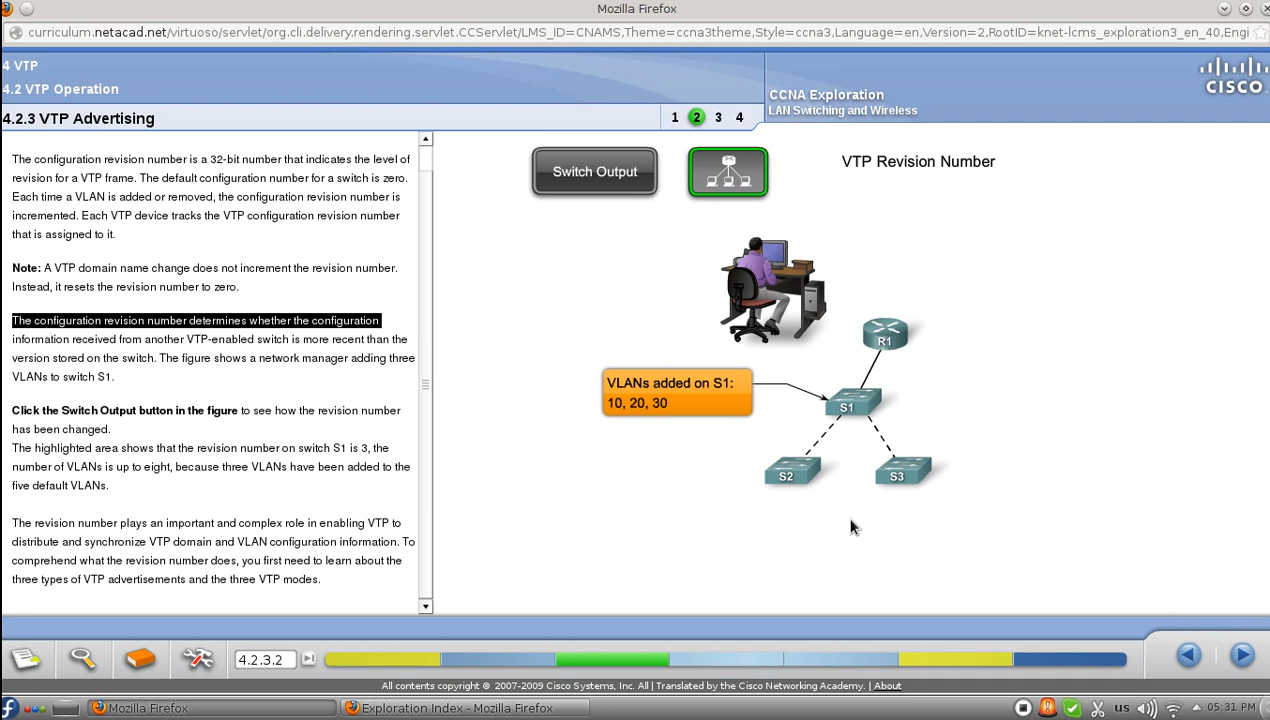 Mozilla Firefox
curriculum.netacad.net/virtuoso/servlet/org.cli.delivery.rendering.servlet.CCServlet/LMS_ID=CNAMS,Theme=ccna3theme,Style=ccna3,Language=en,Version=2,RootID=knet-lcms_exploration3_en_40,Engi
4 VTP
4.2 VTP Operation
CCNA Exploration
LAN Switching and Wireless
CISCO
4.2.3 VTP Advertising
1 2 3 4
The configuration revision number is a 32-bit number that indicates the level of
revision for a VTP frame. The default configuration number for a switch is zero.
Each time a VLAN is added or removed, the configuration revision number is
incremented. Each VTP device tracks the VTP configuration revision number
that is assigned to it.
Note: A VTP domain name change does not increment the revision number.
Instead, it resets the revision number to zero.
The configuration revision number determines whether the configuration
information received from another VTP-enabled switch is more recent than the
version stored on the switch. The figure shows a network manager adding three
VLANs to switch S1.
Click the Switch Output button in the figure to see how the revision number
has been changed.
The highlighted area shows that the revision number on switch S1 is 3, the
number of VLANs is up to eight, because three VLANs have been added to the
five default VLANs.
The revision number plays an important and complex role in enabling VTP to
distribute and synchronize VTP domain and VLAN configuration information. To
comprehend what the revision number does, you first need to learn about the
three types of VTP advertisements and the three VTP modes.
Switch Output
VTP Revision Number
R1
VLANs added on S1:
10, 20, 30
S1
S2
S3
4.2.3.2
All contents copyright © 2007-2009 Cisco Systems, Inc. All | Translated by the Cisco Networking Academy. | About
Mozilla Firefox
Exploration Index - Mozilla Firefox
us
05:31 PM